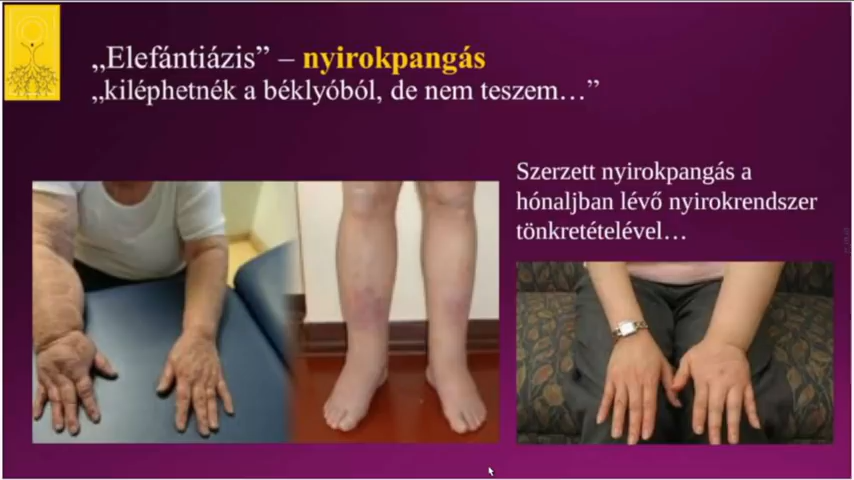 „Elefántiázis” – nyirokpangás
„kiléphetnék a béklyóból, de nem teszem…”
Szerzett nyirokpangás a
hónaljban lévő nyirokrendszer
tönkretételével…